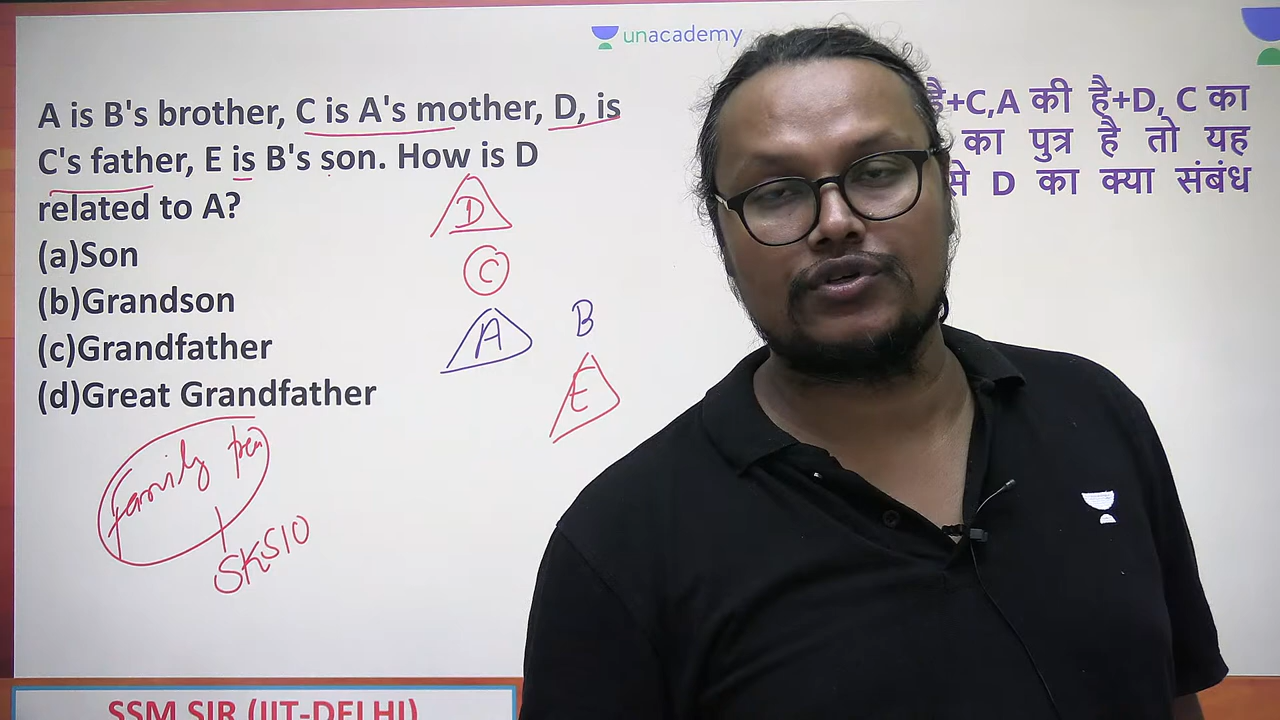 unacademy
A is B's brother, C is A's mother, D, is
C's father, E is B's son. How is D
related to A?
(a)Son
(b)Grandson
(c)Grandfather
(d)Great Grandfather
है+C,A की है+D, C का
का पुत्र है तो यह
से D का क्या संबंध
D
C
A B
E
family tree
SKS10
SSM SIR (IIT-DELHI)